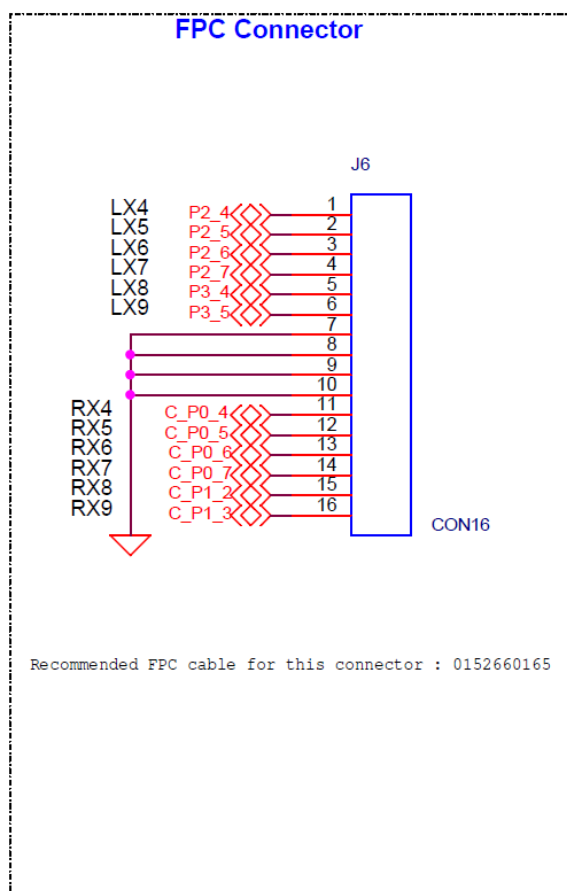 FPC Connector
J6
LX4 P2_4 1
LX5 P2_5 2
LX6 P2_6 3
LX7 P2_7 4
LX8 P3_4 5
LX9 P3_5 6
7
8
9
10
RX4 C_P0_4 11
RX5 C_P0_5 12
RX6 C_P0_6 13
RX7 C_P0_7 14
RX8 C_P1_2 15
RX9 C_P1_3 16
CON16
Recommended FPC cable for this connector : 0152660165